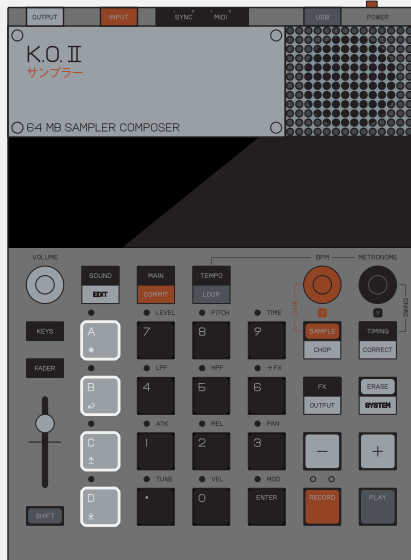 OUTPUT INPUT SYNC MIDI USB POWER
K.O. II
サンプラー
64 MB SAMPLER COMPOSER
VOLUME BPM METRONOME
SOUND MAIN TEMPO
EDIT COMMIT LOOP
LEVEL PITCH TIME
X Y
KEYS A 7 8 9 SAMPLE TIMING
CHOP CORRECT
FADER LPF HPF → FX
B 4 5 6 FX ERASE
OUTPUT SYSTEM
ATK REL PAN
C 1 2 3 − +
TUNE VEL MOD
SHIFT D . 0 ENTER RECORD PLAY